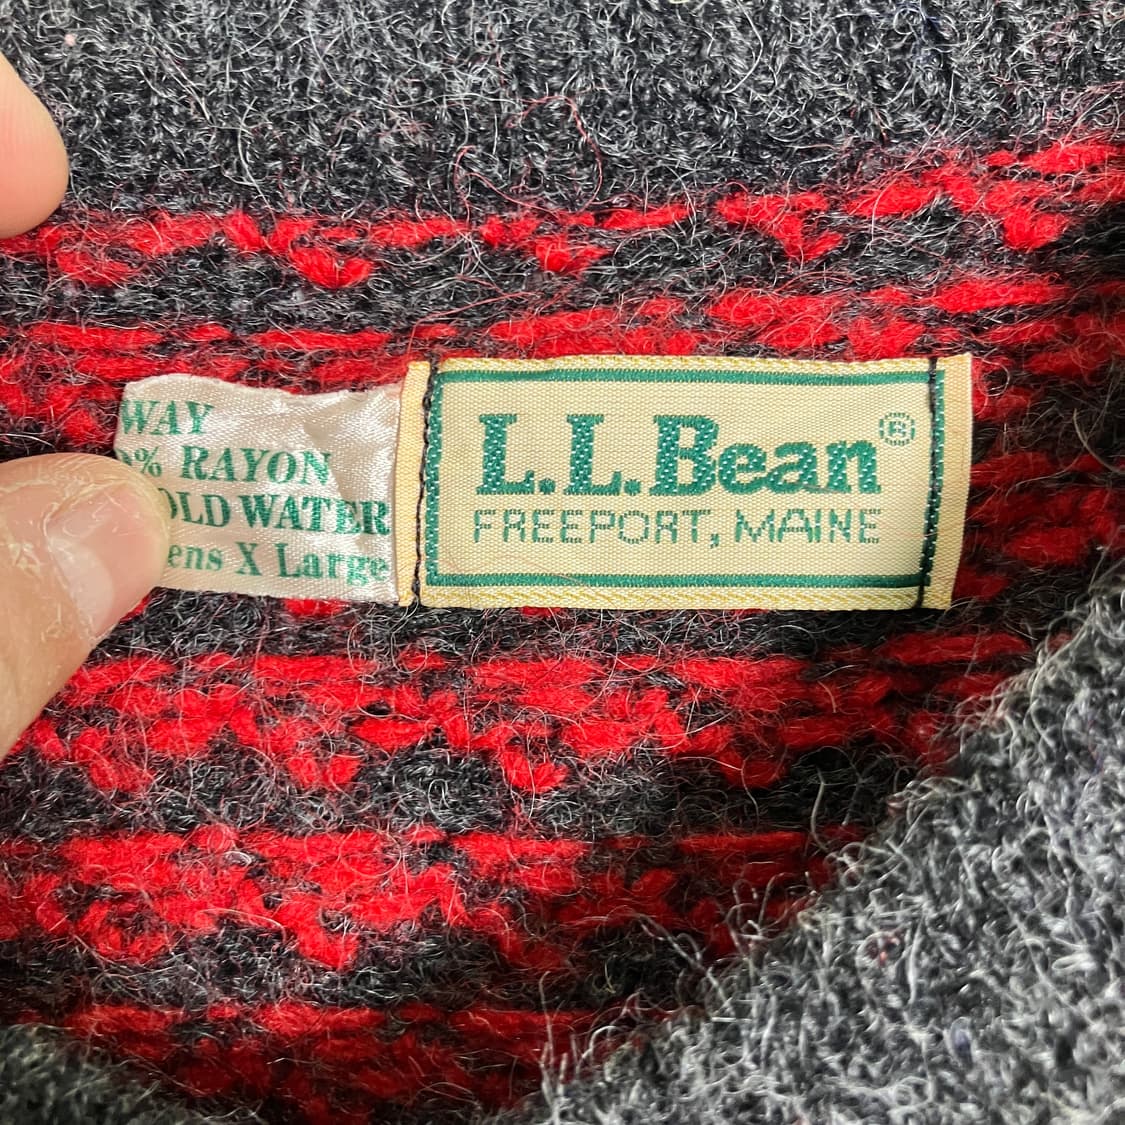 WAY
% RAYON
OLD WATER
ens X Large
L.L.Bean®
FREEPORT, MAINE